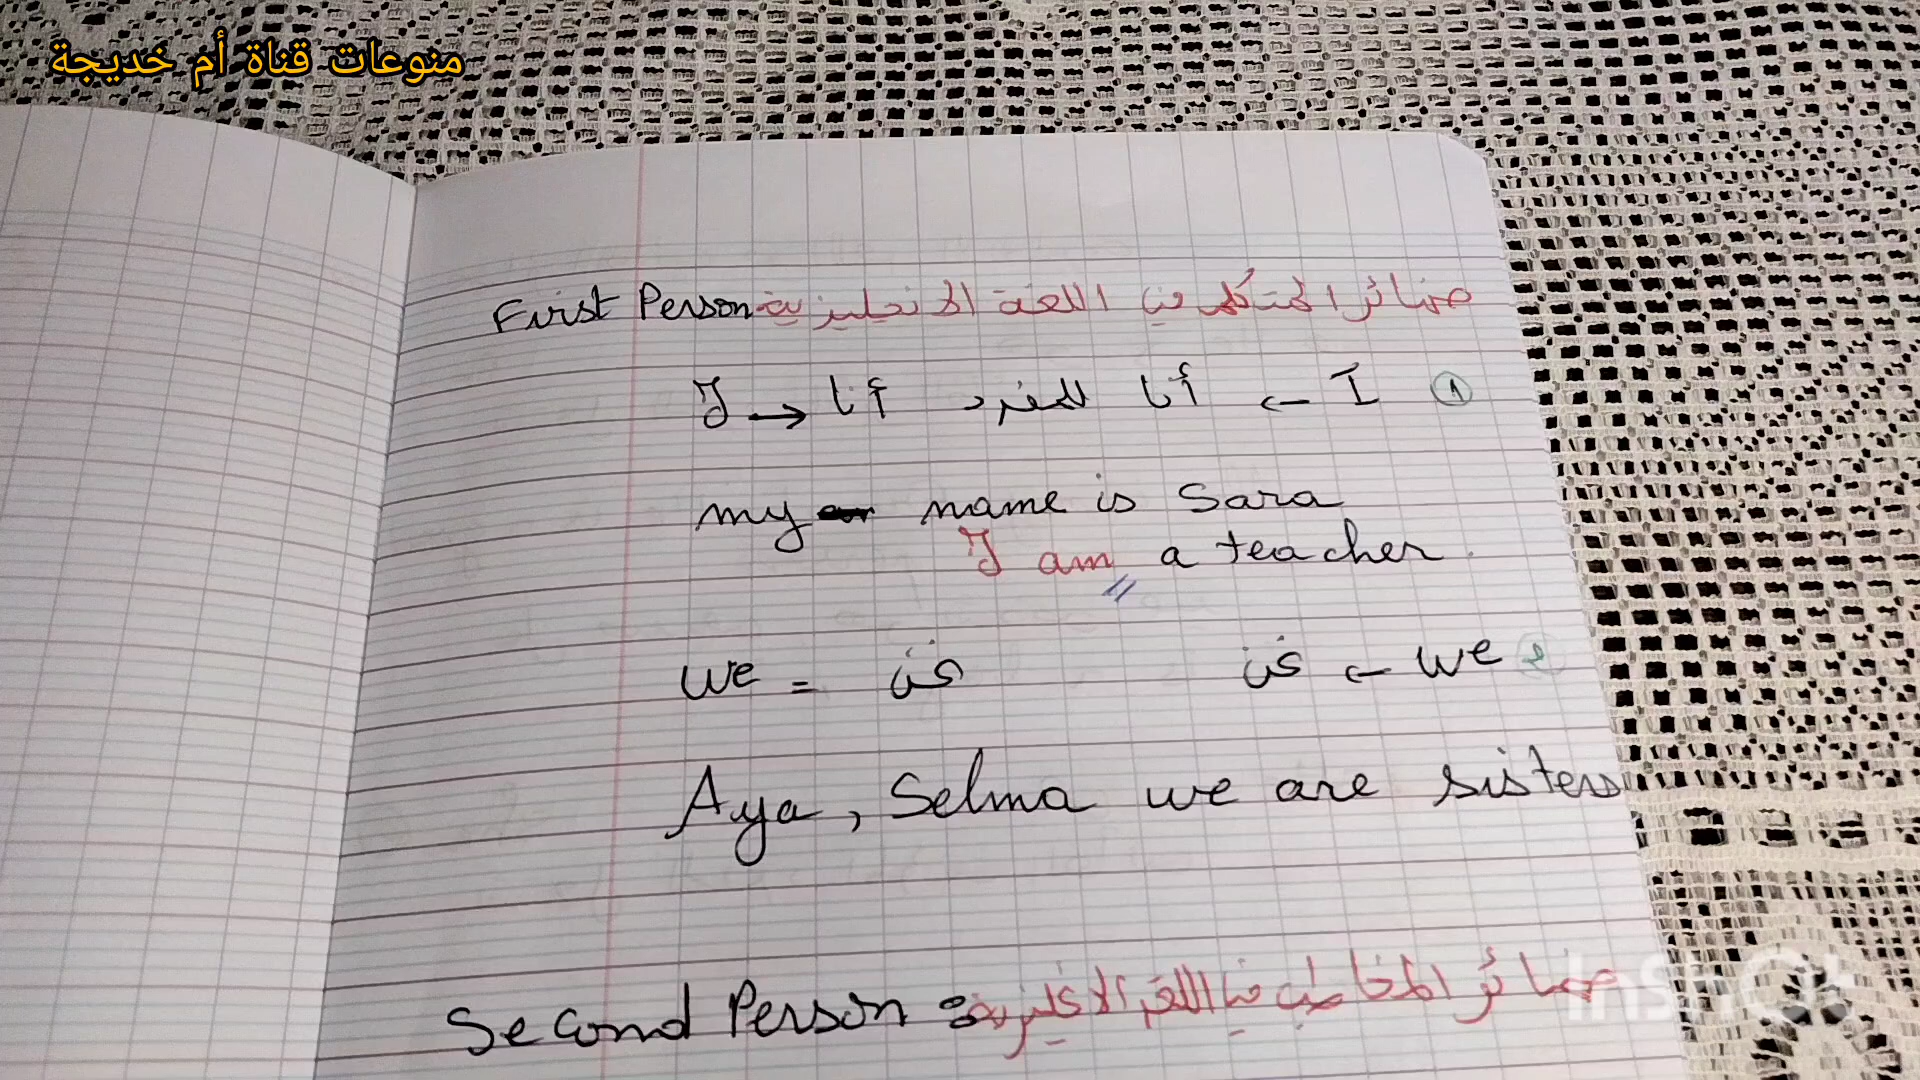 منوعات قناة أم خديجة
First Person ضمائر المتكلم في اللغة الانجليزية
① I ← أنا للمفرد أنا I →
my name is Sara
I am a teacher.
② we ← نحن we = نحن
Aya, Selma we are sisters
Second Person ضمائر المخاطب في اللغة الانجليزية
InShOt